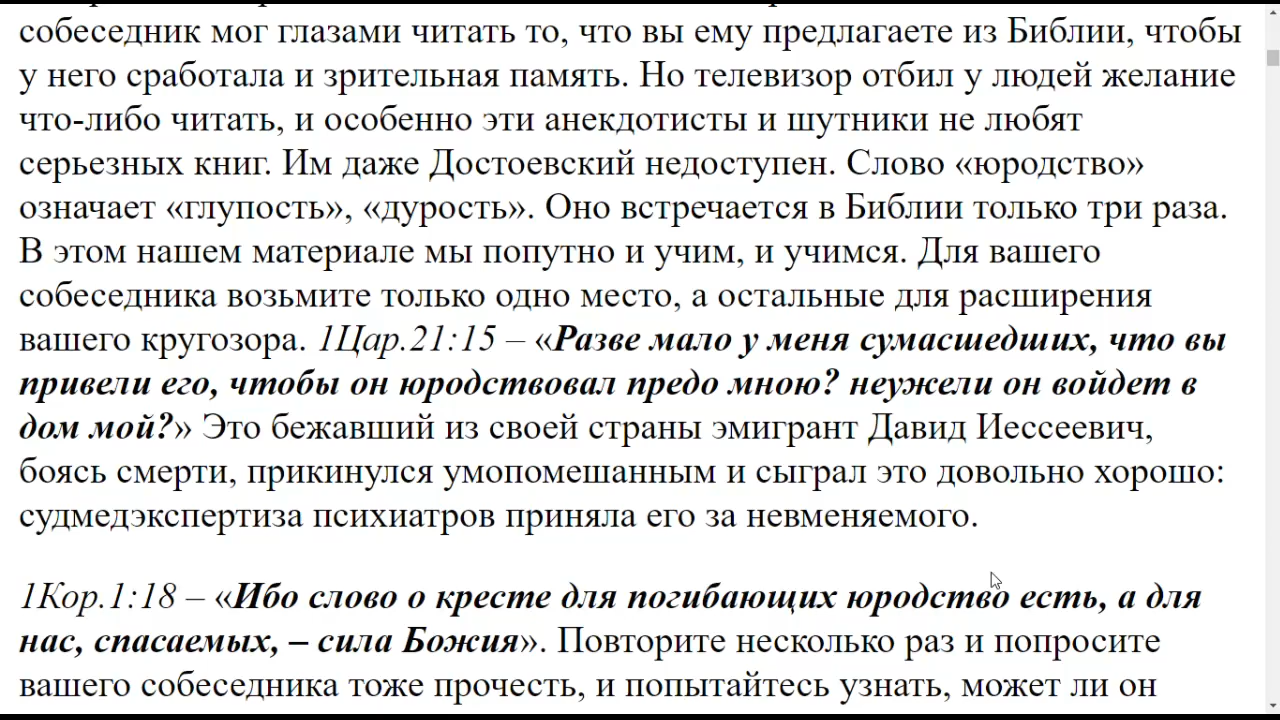 собеседник мог глазами читать то, что вы ему предлагаете из Библии, чтобы
у него сработала и зрительная память. Но телевизор отбил у людей желание
что-либо читать, и особенно эти анекдотисты и шутники не любят
серьезных книг. Им даже Достоевский недоступен. Слово «юродство»
означает «глупость», «дурость». Оно встречается в Библии только три раза.
В этом нашем материале мы попутно и учим, и учимся. Для вашего
собеседника возьмите только одно место, а остальные для расширения
вашего кругозора. 1Цар.21:15 – «Разве мало у меня сумасшедших, что вы
привели его, чтобы он юродствовал предо мною? неужели он войдет в
дом мой?» Это бежавший из своей страны эмигрант Давид Иессеевич,
боясь смерти, прикинулся умопомешанным и сыграл это довольно хорошо:
судмедэкспертиза психиатров приняла его за невменяемого.
1Кор.1:18 – «Ибо слово о кресте для погибающих юродство есть, а для
нас, спасаемых, – сила Божия». Повторите несколько раз и попросите
вашего собеседника тоже прочесть, и попытайтесь узнать, может ли он